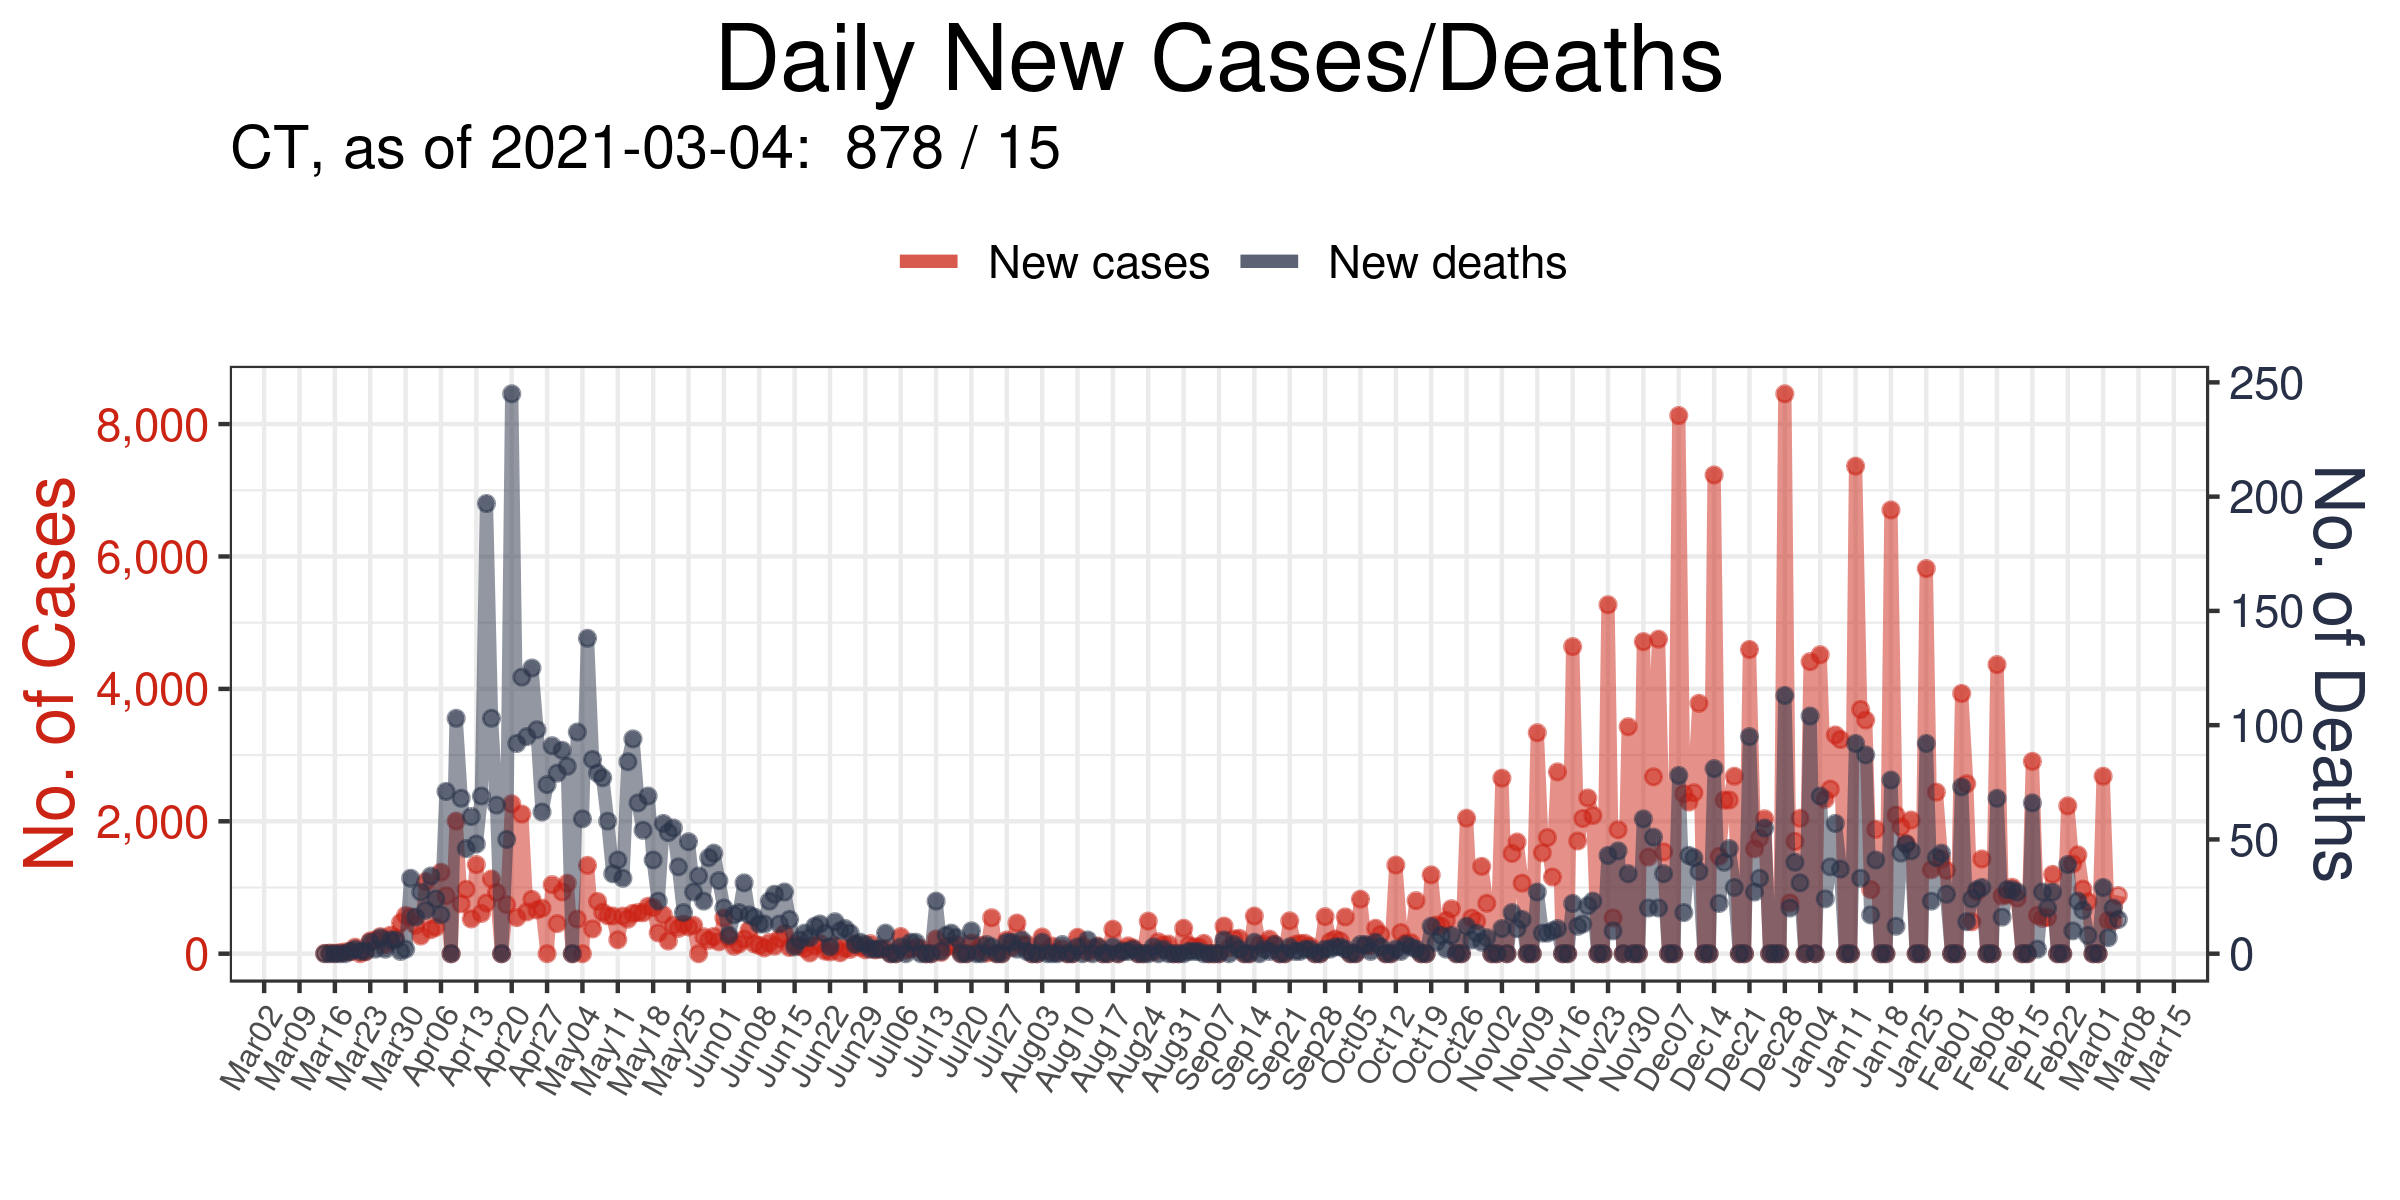 Daily New Cases/Deaths
CT, as of 2021-03-04:  878 / 15
New cases
New deaths
No. of Cases
8,000
6,000
4,000
2,000
0
250
200
150
100
50
0
No. of Deaths
Mar02
Mar09
Mar16
Mar23
Mar30
Apr06
Apr13
Apr20
Apr27
May04
May11
May18
May25
Jun01
Jun08
Jun15
Jun22
Jun29
Jul06
Jul13
Jul20
Jul27
Aug03
Aug10
Aug17
Aug24
Aug31
Sep07
Sep14
Sep21
Sep28
Oct05
Oct12
Oct19
Oct26
Nov02
Nov09
Nov16
Nov23
Nov30
Dec07
Dec14
Dec21
Dec28
Dec04
Jan11
Jan18
Jan25
Feb01
Feb08
Feb15
Feb22
Mar01
Mar08
Mar15